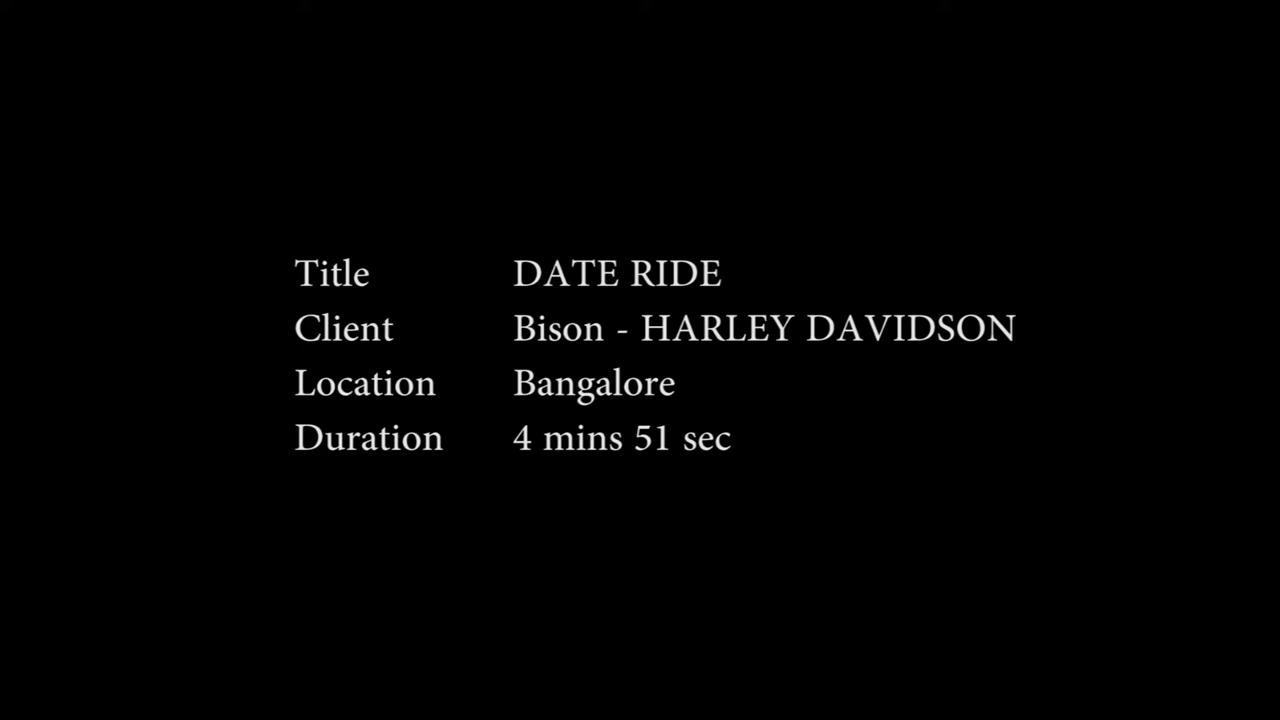 Title DATE RIDE
Client Bison - HARLEY DAVIDSON
Location Bangalore
Duration 4 mins 51 sec